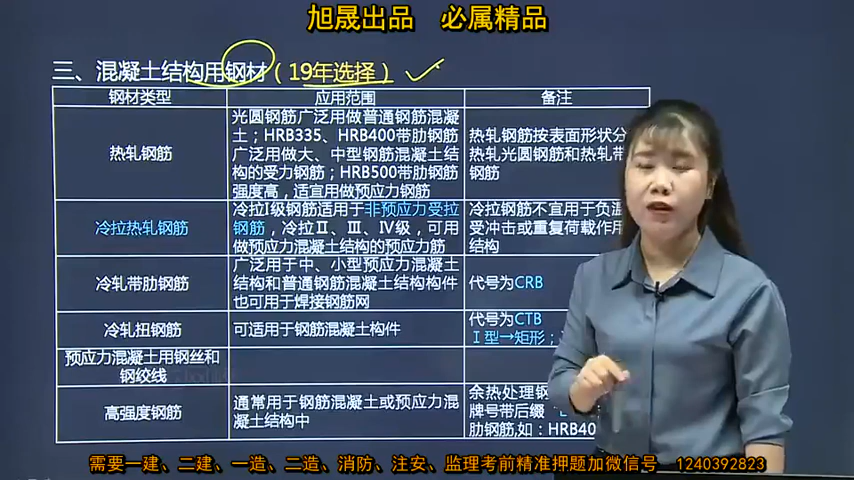 旭晟出品 必属精品
三、混凝土结构用钢材（19年选择）
钢材类型 应用范围 备注
热轧钢筋
光圆钢筋广泛用做普通钢筋混凝
土；HRB335、HRB400带肋钢筋
广泛用做大、中型钢筋混凝土结
构的受力钢筋；HRB500带肋钢筋
强度高，适宜用做预应力钢筋
热轧钢筋按表面形状分
热轧光圆钢筋和热轧带
钢筋
冷拉热轧钢筋
冷拉Ⅰ级钢筋适用于非预应力受拉
钢筋，冷拉Ⅱ、Ⅲ、Ⅳ级，可用
做预应力混凝土结构的预应力筋
冷拉钢筋不宜用于负温
受冲击或重复荷载作用
结构
冷轧带肋钢筋
广泛用于中、小型预应力混凝土
结构和普通钢筋混凝土结构构件
也可用于焊接钢筋网
代号为CRB
冷轧扭钢筋
可适用于钢筋混凝土构件
代号为CTB
Ⅰ型→矩形；
预应力混凝土用钢丝和
钢绞线
高强度钢筋
通常用于钢筋混凝土或预应力混
凝土结构中
余热处理钢
牌号带后缀
肋钢筋,如：HRB40
需要一建、二建、一造、二造、消防、注安、监理考前精准押题加微信号 1240392823